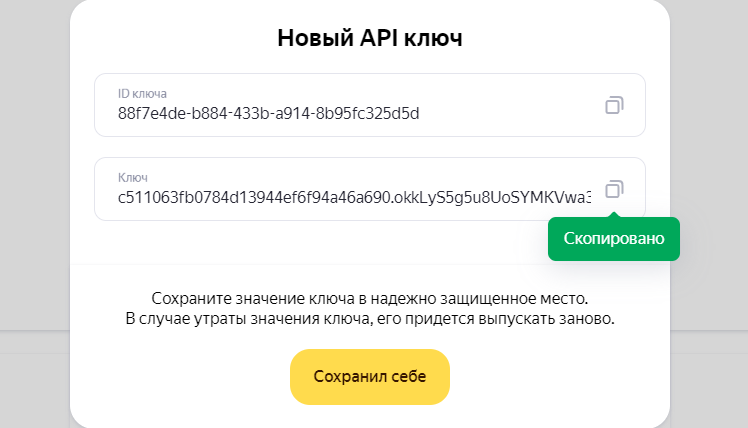 Новый API ключ
ID ключа
88f7e4de-b884-433b-a914-8b95fc325d5d
Ключ
c511063fb0784d13944ef6f94a46a690.okkLyS5g5u8UoSYMKVwa3
Скопировано
Сохраните значение ключа в надежно защищенное место.
В случае утраты значения ключа, его придется выпускать заново.
Сохранил себе